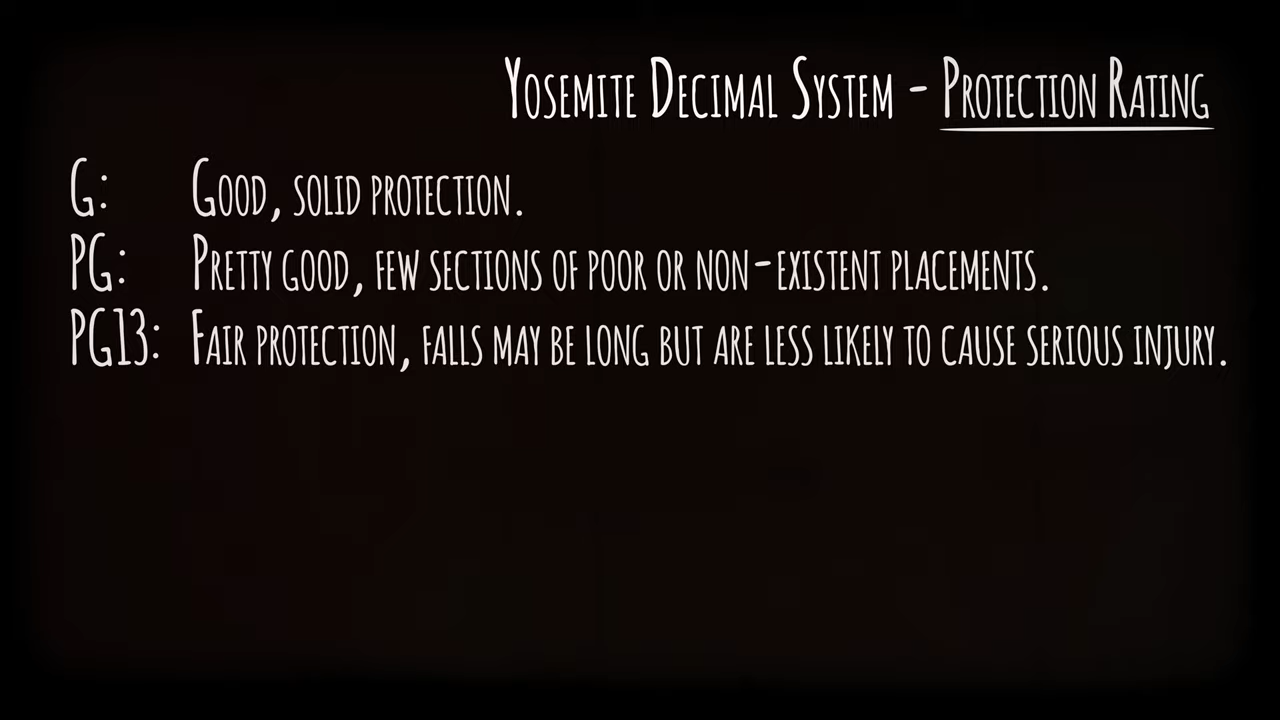 Yosemite Decimal System - Protection Rating
G: Good, solid protection.
PG: Pretty good, few sections of poor or non-existent placements.
PG13: Fair protection, falls may be long but are less likely to cause serious injury.